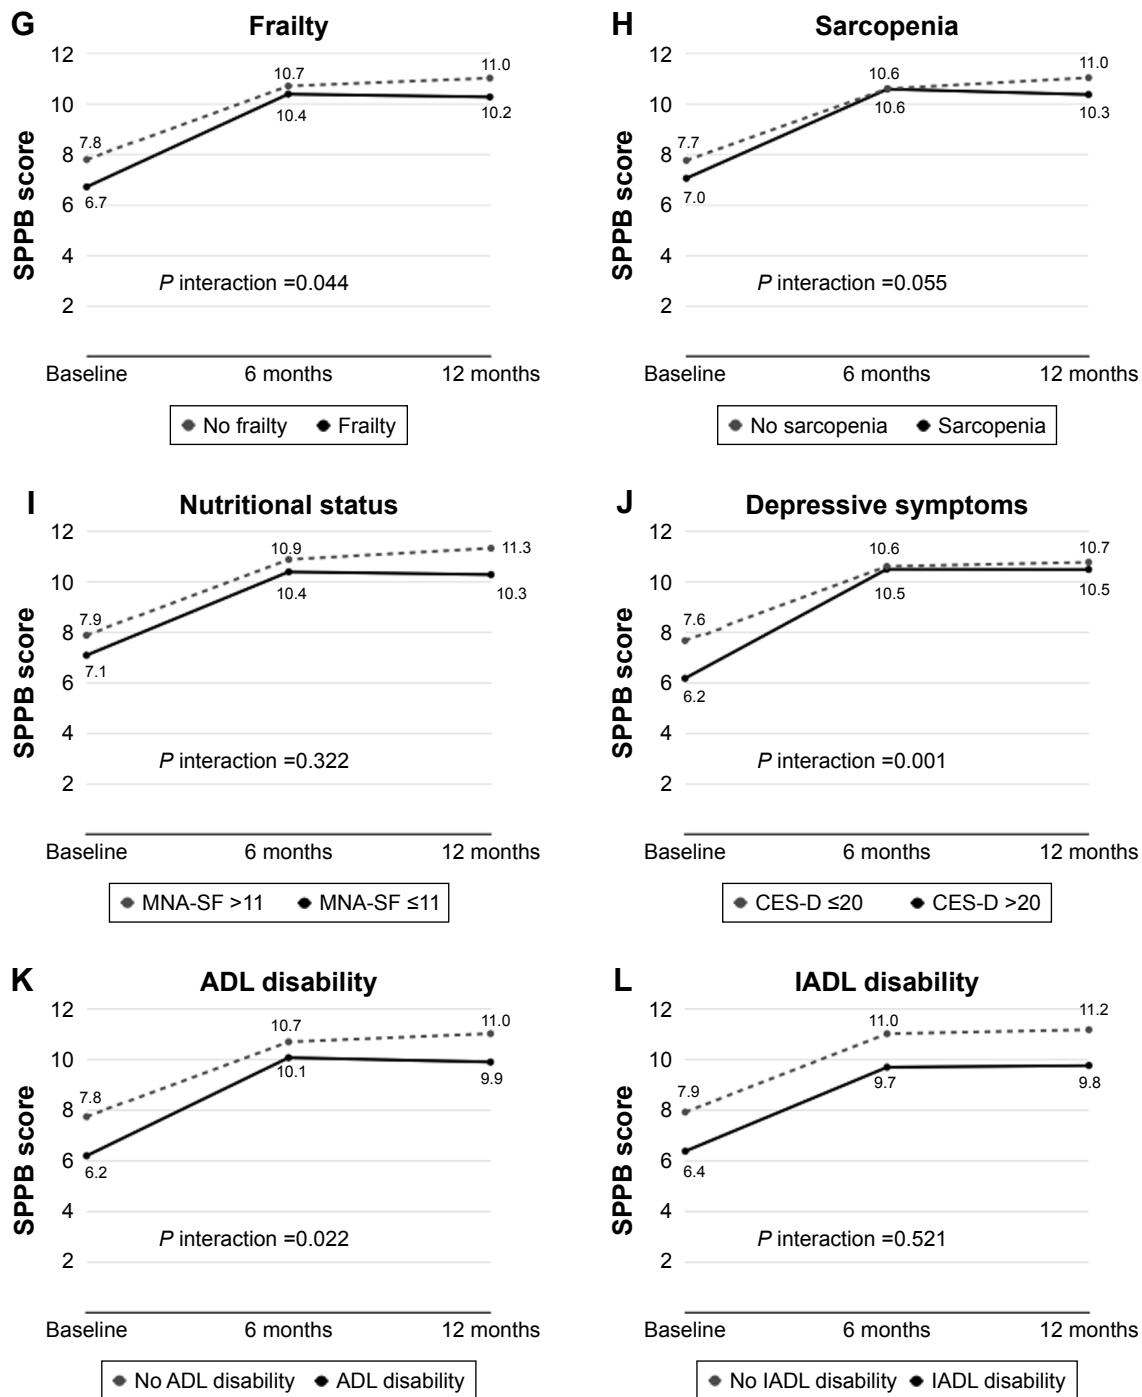 G Frailty
12
10
8
6
4
2
SPPB score
7.8
6.7
10.7
10.4
11.0
10.2
P interaction =0.044
Baseline 6 months 12 months
No frailty Frailty
H Sarcopenia
12
10
8
6
4
2
SPPB score
7.7
7.0
10.6
10.6
11.0
10.3
P interaction =0.055
Baseline 6 months 12 months
No sarcopenia Sarcopenia
I Nutritional status
12
10
8
6
4
2
SPPB score
7.9
7.1
10.9
10.4
11.3
10.3
P interaction =0.322
Baseline 6 months 12 months
MNA-SF >11 MNA-SF ≤11
J Depressive symptoms
12
10
8
6
4
2
SPPB score
7.6
6.2
10.6
10.5
10.7
10.5
P interaction =0.001
Baseline 6 months 12 months
CES-D ≤20 CES-D >20
K ADL disability
12
10
8
6
4
2
SPPB score
7.8
6.2
10.7
10.1
11.0
9.9
P interaction =0.022
Baseline 6 months 12 months
No ADL disability ADL disability
L IADL disability
12
10
8
6
4
2
SPPB score
7.9
6.4
11.0
9.7
11.2
9.8
P interaction =0.521
Baseline 6 months 12 months
No IADL disability IADL disability